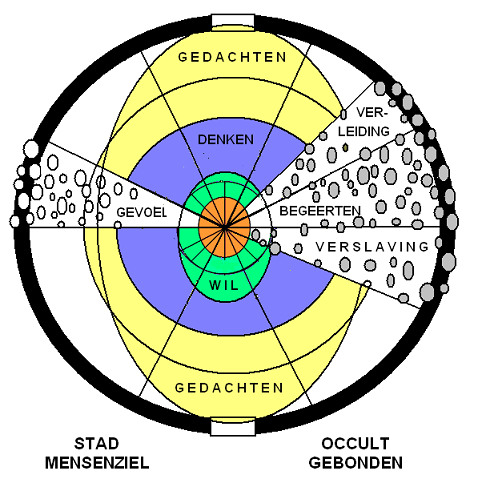 GEDACHTEN
VER-
LEIDING
DENKEN
GEVOEL
BEGEERTEN
VERSLAVING
WIL
GEDACHTEN
STAD
MENSENZIEL
OCCULT
GEBONDEN